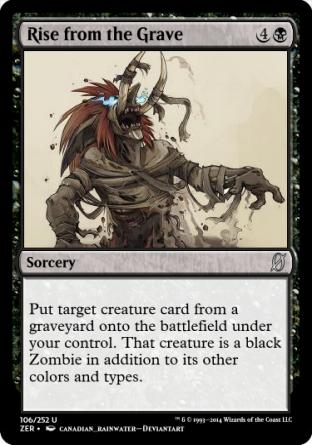 Rise from the Grave 4
Sorcery
Put target creature card from a
graveyard onto the battlefield under
your control. That creature is a black
Zombie in addition to its other
colors and types.
106/252 U
™ & © 1993–2014 Wizards of the Coast LLC
ZER • CANADIAN_RAINWATER—DEVIANTART